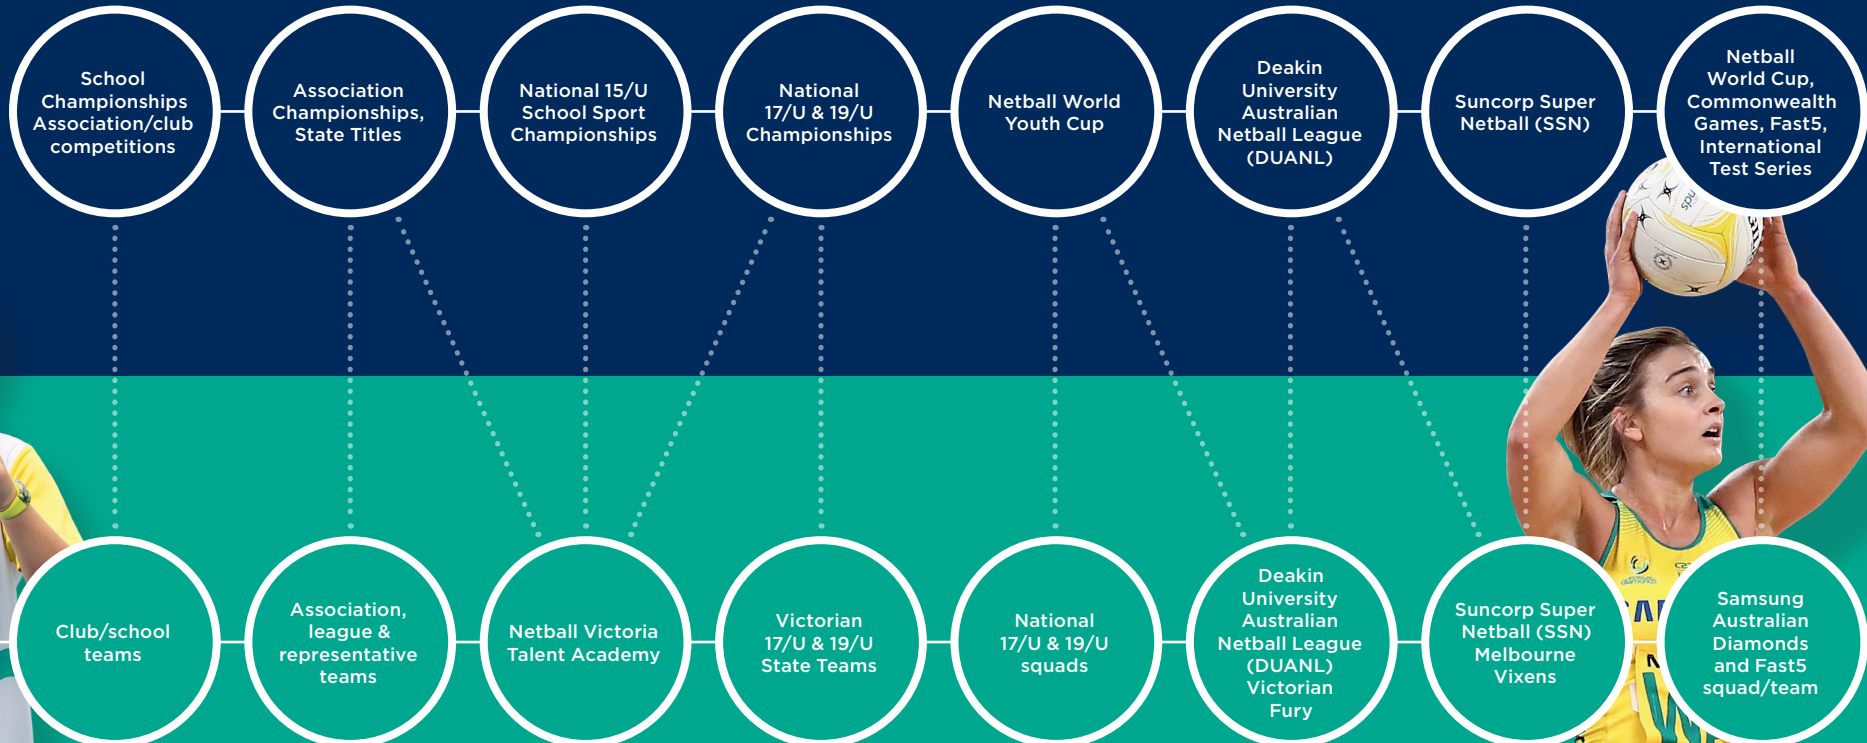 School
Championships
Association/club
competitions
Association
Championships,
State Titles
National 15/U
School Sport
Championships
National
17/U & 19/U
Championships
Netball World
Youth Cup
Deakin
University
Australian
Netball League
(DUANL)
Suncorp Super
Netball (SSN)
Netball
World Cup,
Commonwealth
Games, Fast5,
International
Test Series
Club/school
teams
Association,
league &
representative
teams
Netball Victoria
Talent Academy
Victorian
17/U & 19/U
State Teams
National
17/U & 19/U
squads
Deakin
University
Australian
Netball League
(DUANL)
Victorian
Fury
Suncorp Super
Netball (SSN)
Melbourne
Vixens
Samsung
Australian
Diamonds
and Fast5
squad/team